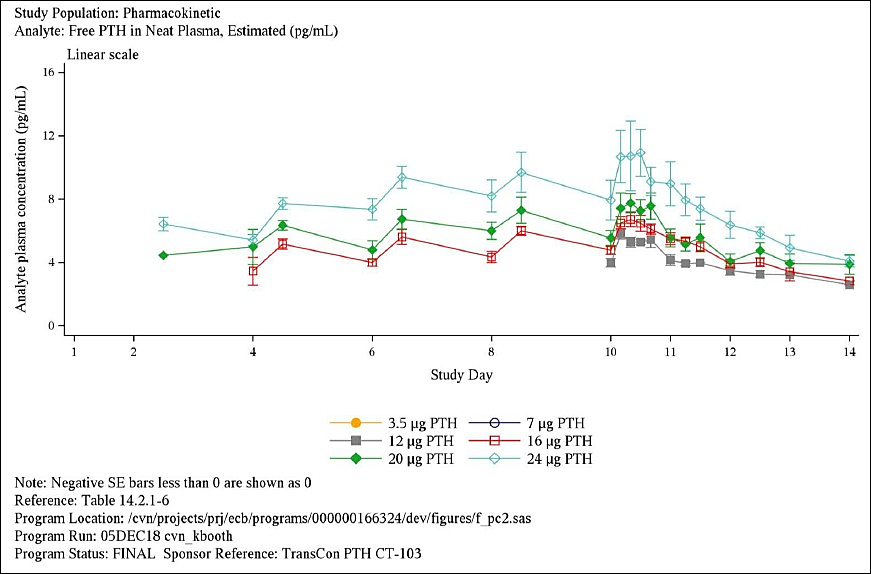 Study Population: Pharmacokinetic
Analyte: Free PTH in Neat Plasma, Estimated (pg/mL)
Linear scale
Analyte plasma concentration (pg/mL)
16
12
8
4
0
1 2 4 6 8 10 11 12 13 14
Study Day
3.5 µg PTH 7 µg PTH
12 µg PTH 16 µg PTH
20 µg PTH 24 µg PTH
Note: Negative SE bars less than 0 are shown as 0
Reference: Table 14.2.1-6
Program Location: /cvn/projects/prj/ecb/programs/000000166324/dev/figures/f_pc2.sas
Program Run: 05DEC18 cvn_kbooth
Program Status: FINAL Sponsor Reference: TransCon PTH CT-103